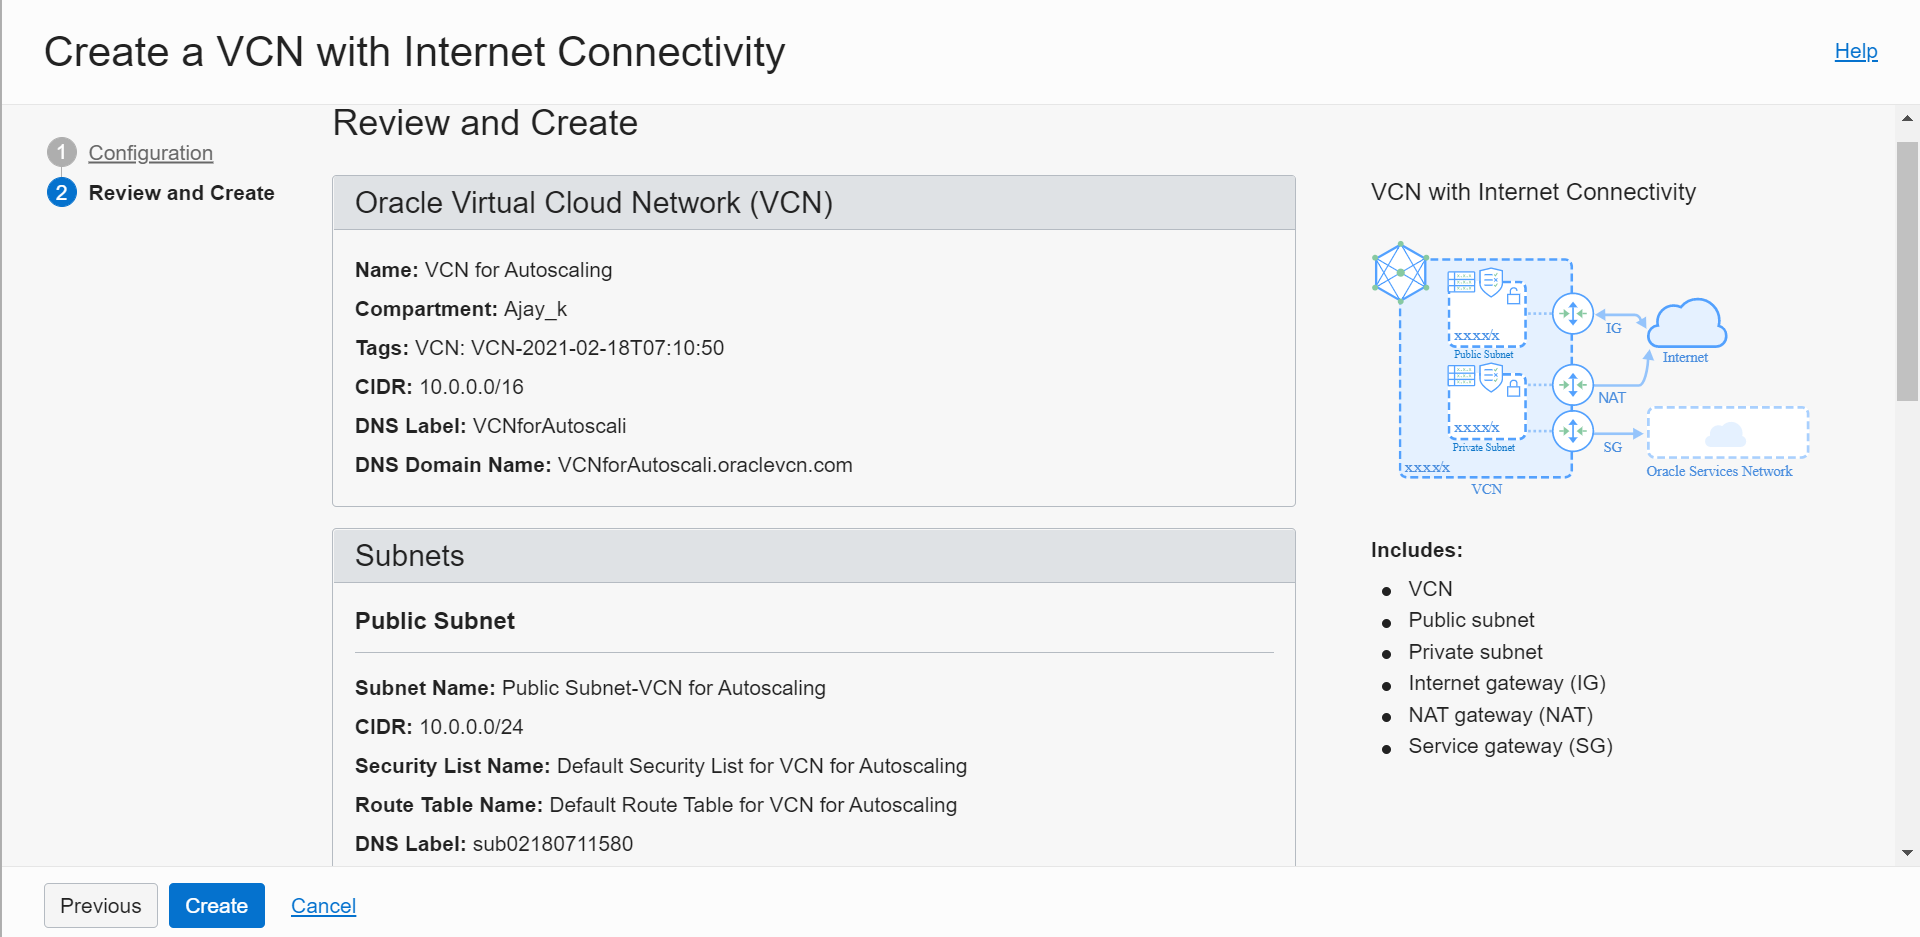 Create a VCN with Internet Connectivity
Help
1 Configuration
2 Review and Create
Review and Create
Oracle Virtual Cloud Network (VCN)
Name: VCN for Autoscaling
Compartment: Ajay_k
Tags: VCN: VCN-2021-02-18T07:10:50
CIDR: 10.0.0.0/16
DNS Label: VCNforAutoscali
DNS Domain Name: VCNforAutoscali.oraclevcn.com
Subnets
Public Subnet
Subnet Name: Public Subnet-VCN for Autoscaling
CIDR: 10.0.0.0/24
Security List Name: Default Security List for VCN for Autoscaling
Route Table Name: Default Route Table for VCN for Autoscaling
DNS Label: sub02180711580
VCN with Internet Connectivity
xxxx/x
Public Subnet
IG
Internet
NAT
xxxx/x
Private Subnet
SG
Oracle Services Network
xxxx/x
VCN
Includes:
VCN
Public subnet
Private subnet
Internet gateway (IG)
NAT gateway (NAT)
Service gateway (SG)
Previous
Create
Cancel